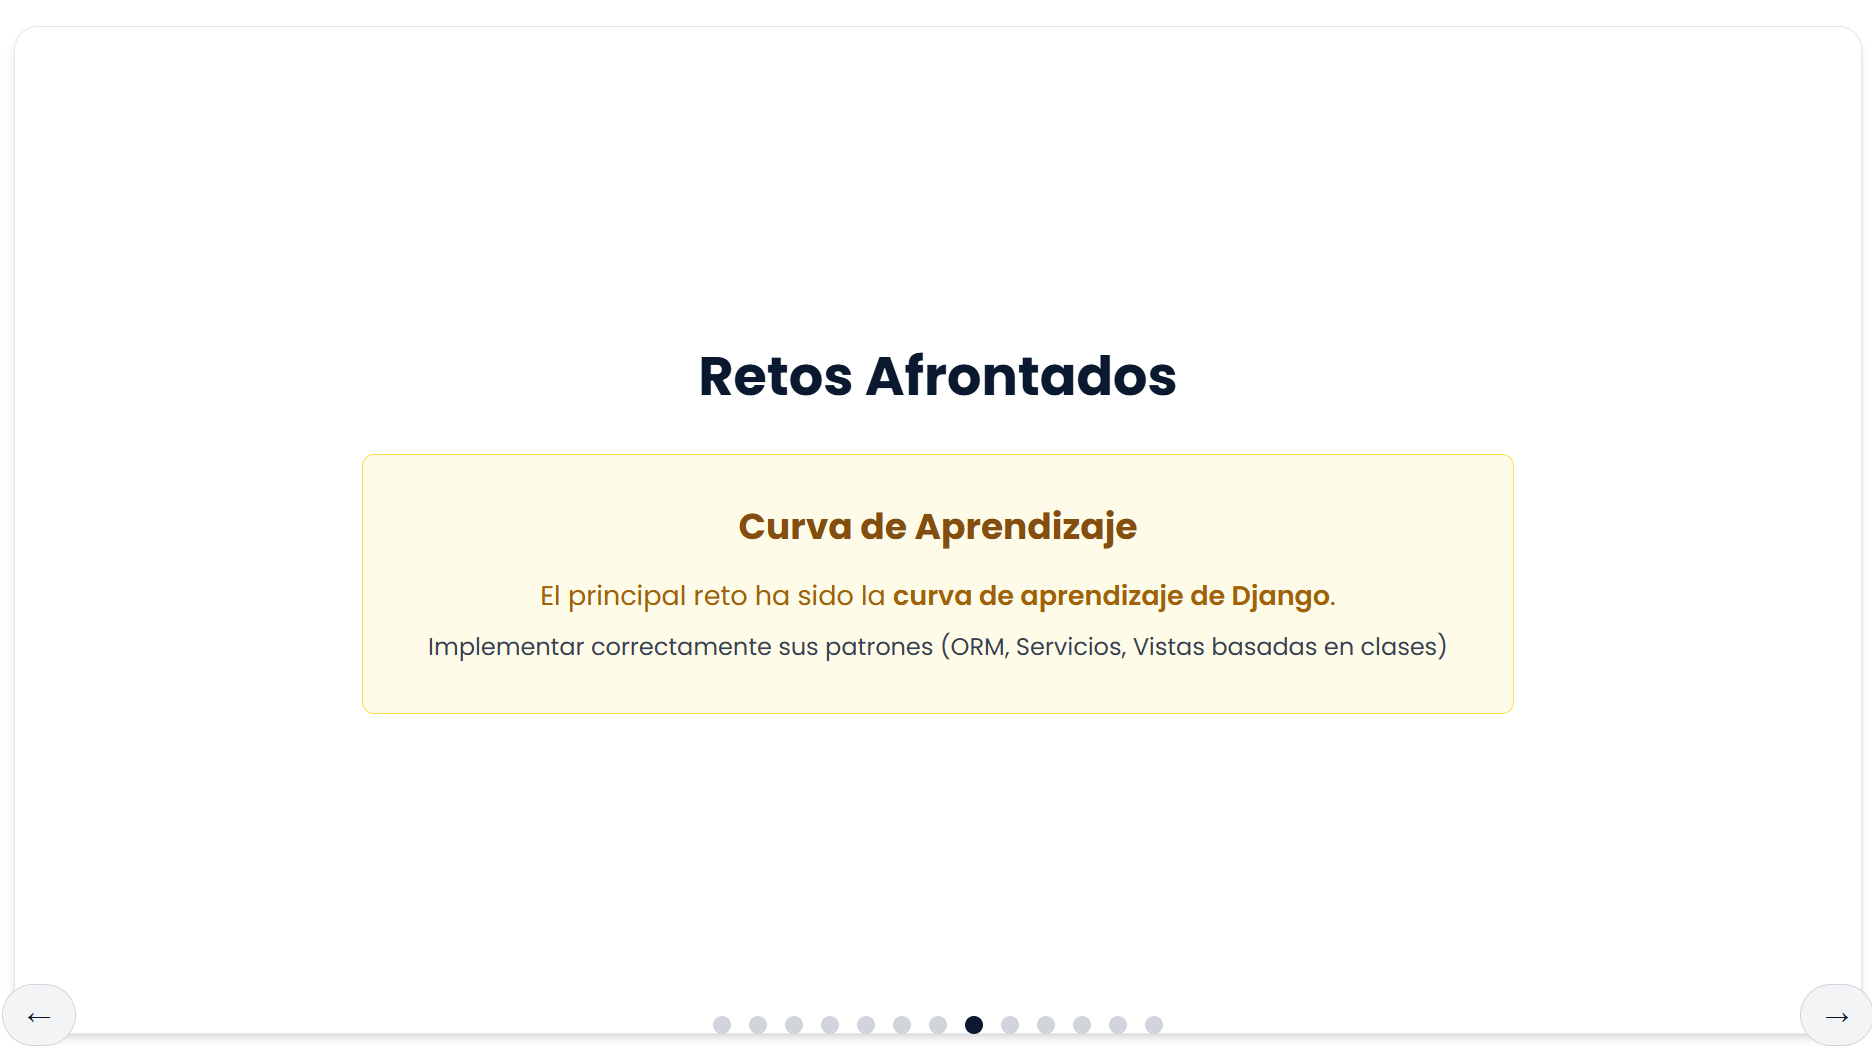 Retos Afrontados
Curva de Aprendizaje
El principal reto ha sido la curva de aprendizaje de Django.
Implementar correctamente sus patrones (ORM, Servicios, Vistas basadas en clases)
← →